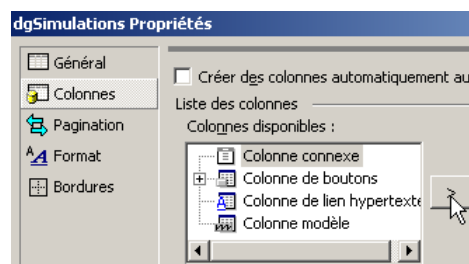 dgSimulations Propriétés
Général
Colonnes
Pagination
Format
Bordures
Créer des colonnes automatiquement au
Liste des colonnes
Colonnes disponibles :
Colonne connexe
Colonne de boutons
Colonne de lien hypertexte
Colonne modèle
>